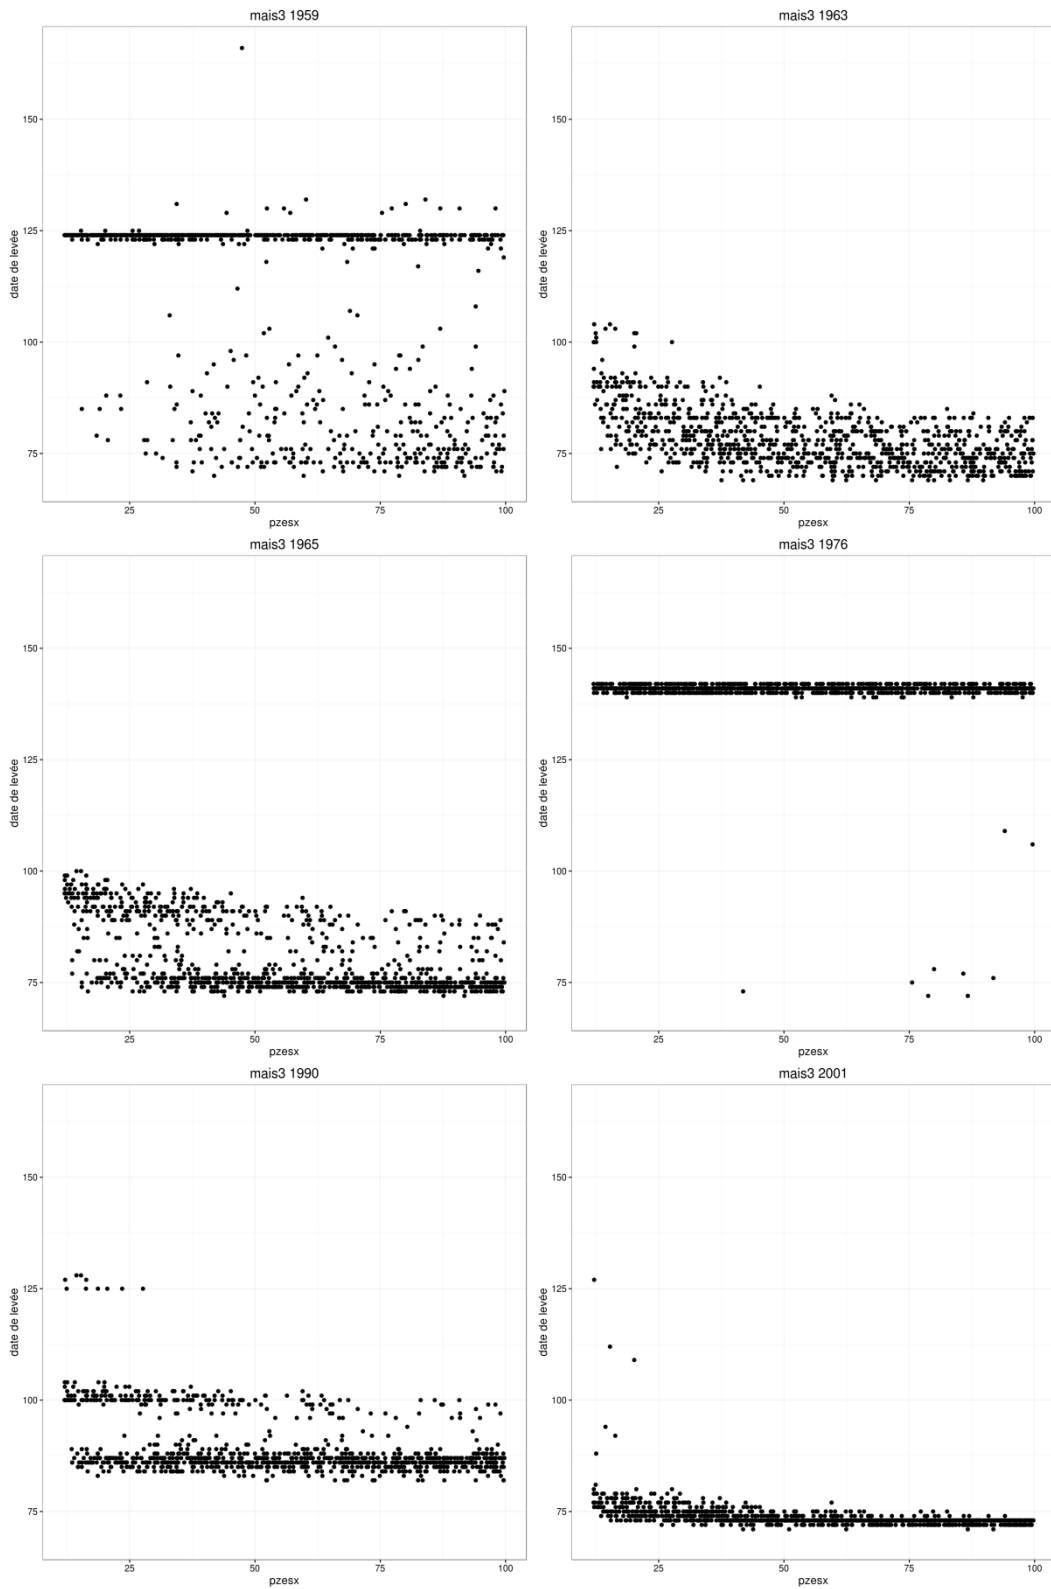 mais3 1959
150
125
100
75
date de levée
25 50 75 100
pzesx
mais3 1963
150
125
100
75
date de levée
25 50 75 100
pzesx
mais3 1965
150
125
100
75
date de levée
25 50 75 100
pzesx
mais3 1976
150
125
100
75
date de levée
25 50 75 100
pzesx
mais3 1990
150
125
100
75
date de levée
25 50 75 100
pzesx
mais3 2001
150
125
100
75
date de levée
25 50 75 100
pzesx